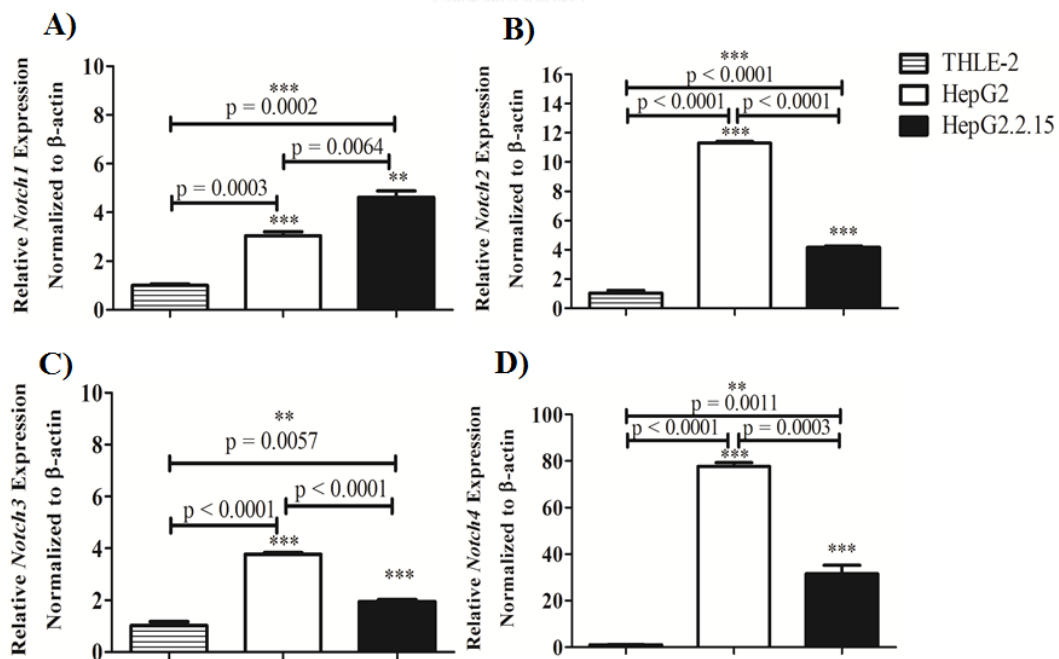 A)
Relative Notch1 Expression
Normalized to β-actin
10
8
6
4
2
0
***
p = 0.0002
p = 0.0064
**
p = 0.0003
***
B)
Relative Notch2 Expression
Normalized to β-actin
16
14
12
10
8
6
4
2
0
***
p < 0.0001
p < 0.0001
p < 0.0001
***
***
THLE-2
HepG2
HepG2.2.15
C)
Relative Notch3 Expression
Normalized to β-actin
10
8
6
4
2
0
**
p = 0.0057
p < 0.0001
p < 0.0001
***
***
D)
Relative Notch4 Expression
Normalized to β-actin
100
80
60
40
20
0
**
p = 0.0011
p < 0.0001
p = 0.0003
***
***